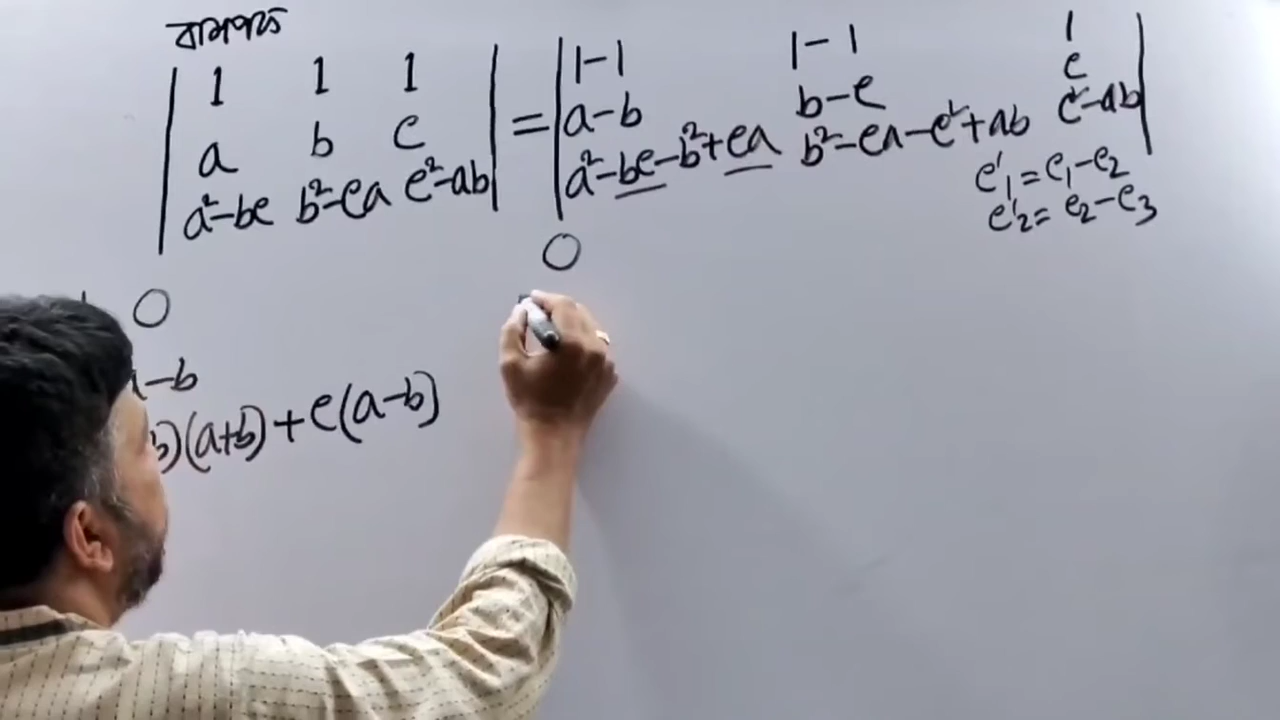 বামপক্ষ
| 1 1 1 | = | 1-1 1-1 1 |
| a b c | = | a-b b-c c |
| a²-bc b²-ca c²-ab | = | a²-bc-b²+ca b²-ca-c²+ab c²-ab |
c'₁ = c₁-c₂
c'₂ = c₂-c₃
0 0
-b
b)(a+b)+c(a-b)